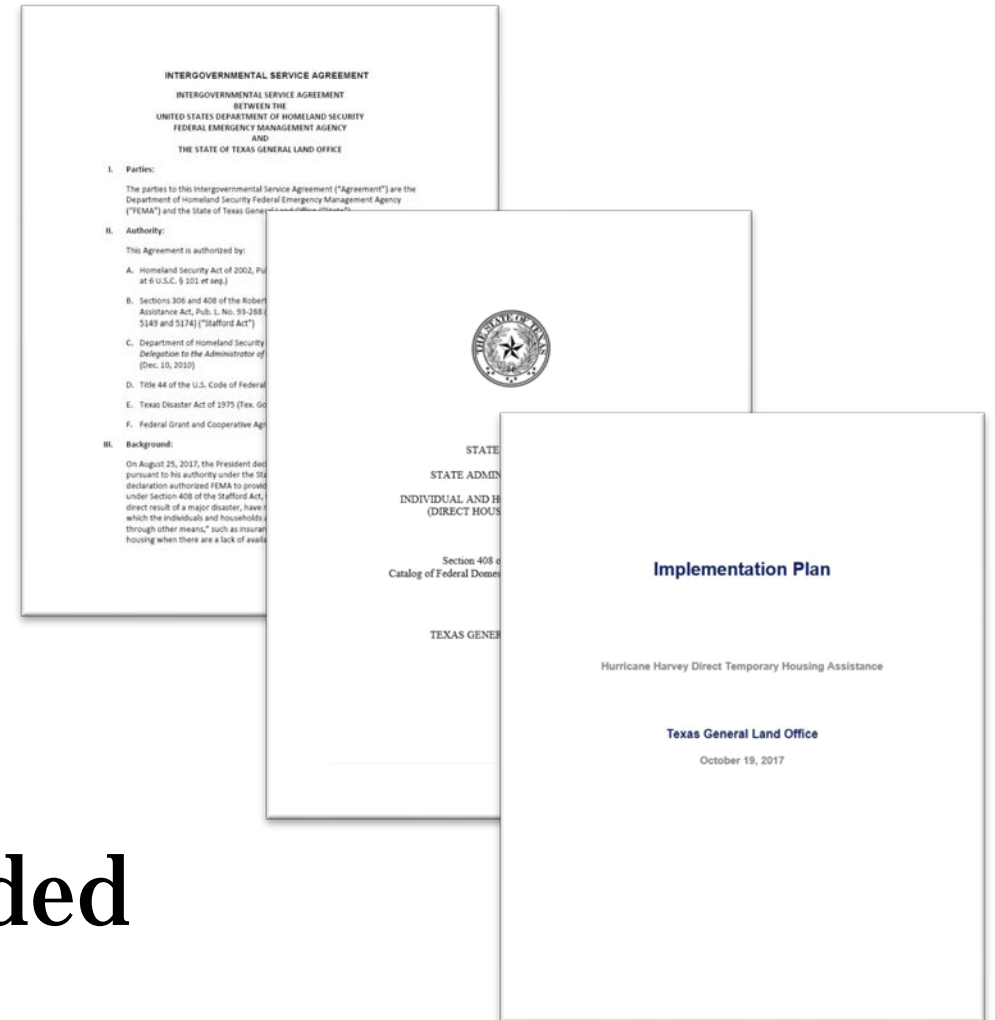 INTERGOVERNMENTAL SERVICE AGREEMENT
INTERGOVERNMENTAL SERVICE AGREEMENT
BETWEEN THE
UNITED STATES DEPARTMENT OF HOMELAND SECURITY
FEDERAL EMERGENCY MANAGEMENT AGENCY
AND
THE STATE OF TEXAS GENERAL LAND OFFICE
I. Parties:
The parties to this Intergovernmental Service Agreement ("Agreement") are the
Department of Homeland Security Federal Emergency Management Agency
("FEMA") and the State of Texas General Land Office ("State").
II. Authority:
This Agreement is authorized by:
A. Homeland Security Act of 2002,
at 6 U.S.C. § 101 et seq.)
B. Sections 306 and 408 of the Robert
Assistance Act, Pub. L. No. 93-288 (
5149 and 5174) ("Stafford Act")
C. Department of Homeland Security
Delegation to the Administrator of
(Dec. 10, 2010)
D. Title 44 of the U.S. Code of Federal
E. Texas Disaster Act of 1975 (Tex.
F. Federal Grant and Cooperative
III. Background:
On August 25, 2017, the President
pursuant to his authority under the
declaration authorized FEMA to
under Section 408 of the Stafford Act,
direct result of a major disaster, have
which the individuals and households
through other means," such as
housing when there are a lack of
THE STATE OF TEXAS
STATE
STATE ADMIN
INDIVIDUAL AND H
(DIRECT HOUS
Section 408 o
Catalog of Federal Domes
TEXAS GENER
Implementation Plan
Hurricane Harvey Direct Temporary Housing Assistance
Texas General Land Office
October 19, 2017
ded